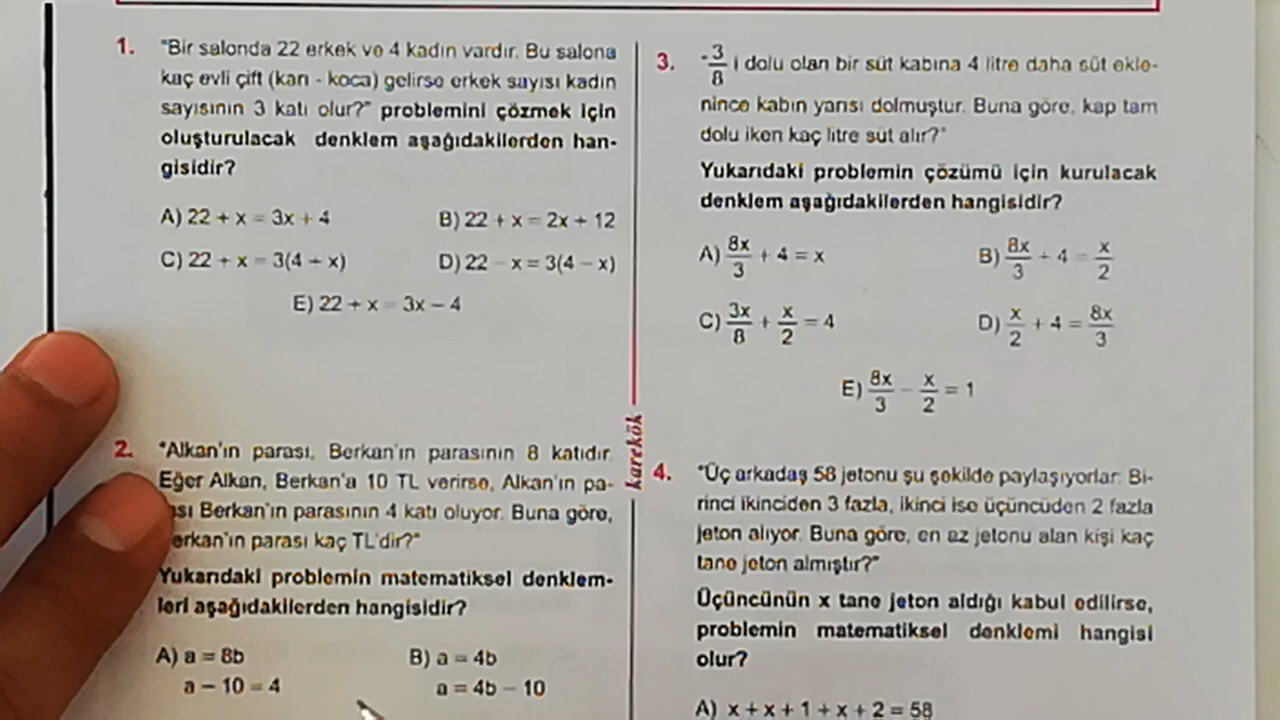 1. "Bir salonda 22 erkek ve 4 kadın vardır. Bu salona
kaç evli çift (karı - koca) gelirse erkek sayısı kadın
sayısının 3 katı olur?" problemini çözmek için
oluşturulacak denklem aşağıdakilerden han-
gisidir?
A) 22 + x = 3x + 4
B) 22 + x = 2x + 12
C) 22 + x = 3(4 + x)
D) 22 - x = 3(4 - x)
E) 22 + x = 3x - 4
2. "Alkan'ın parası, Berkan'ın parasının 8 katıdır.
Eğer Alkan, Berkan'a 10 TL verirse, Alkan'ın pa-
sı Berkan'ın parasının 4 katı oluyor. Buna göre,
erkan'ın parası kaç TL'dir?"
Yukarıdaki problemin matematiksel denklem-
leri aşağıdakilerden hangisidir?
A) a = 8b
a - 10 = 4
B) a = 4b
a = 4b - 10
karekök
3. "3/8 i dolu olan bir süt kabına 4 litre daha süt ekle-
nince kabın yarısı dolmuştur. Buna göre, kap tam
dolu iken kaç litre süt alır?"
Yukarıdaki problemin çözümü için kurulacak
denklem aşağıdakilerden hangisidir?
A) 8x/3 + 4 = x
B) 8x/3 + 4 = x/2
C) 3x/8 + x/2 = 4
D) x/2 + 4 = 8x/3
E) 8x/3 - x/2 = 1
4. "Üç arkadaş 58 jetonu şu şekilde paylaşıyorlar: Bi-
rinci ikinciden 3 fazla, ikinci ise üçüncüden 2 fazla
jeton alıyor. Buna göre, en az jetonu alan kişi kaç
tane jeton almıştır?"
Üçüncünün x tane jeton aldığı kabul edilirse,
problemin matematiksel denklemi hangisi
olur?
A) x + x + 1 + x + 2 = 58